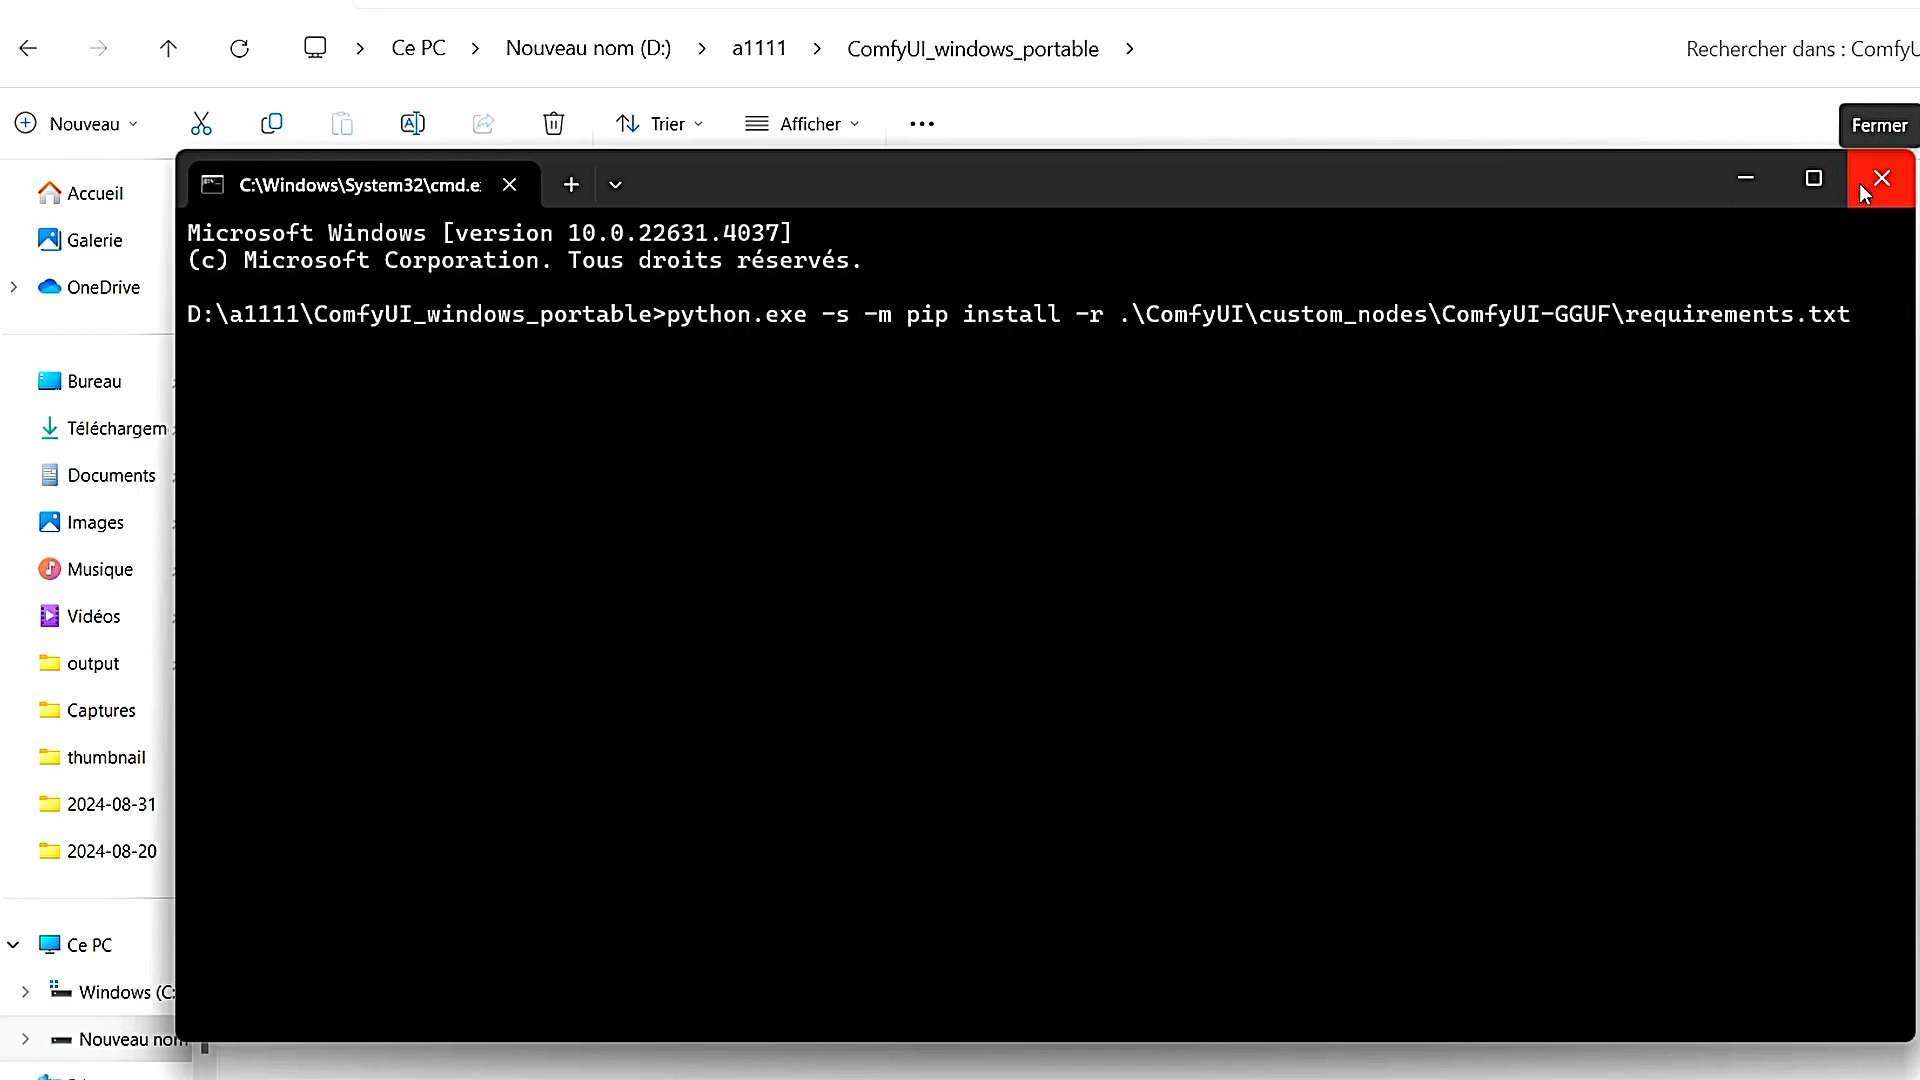 Ce PC
Nouveau nom (D:)
a1111
ComfyUI_windows_portable
Rechercher dans : ComfyU
Nouveau
Trier
Afficher
Fermer
C:\Windows\System32\cmd.e
Accueil
Galerie
OneDrive
Bureau
Téléchargem
Documents
Images
Musique
Vidéos
output
Captures
thumbnail
2024-08-31
2024-08-20
Ce PC
Windows (C:
Nouveau nom
Microsoft Windows [version 10.0.22631.4037]
(c) Microsoft Corporation. Tous droits réservés.
D:\a1111\ComfyUI_windows_portable>python.exe -s -m pip install -r .\ComfyUI\custom_nodes\ComfyUI-GGUF\requirements.txt